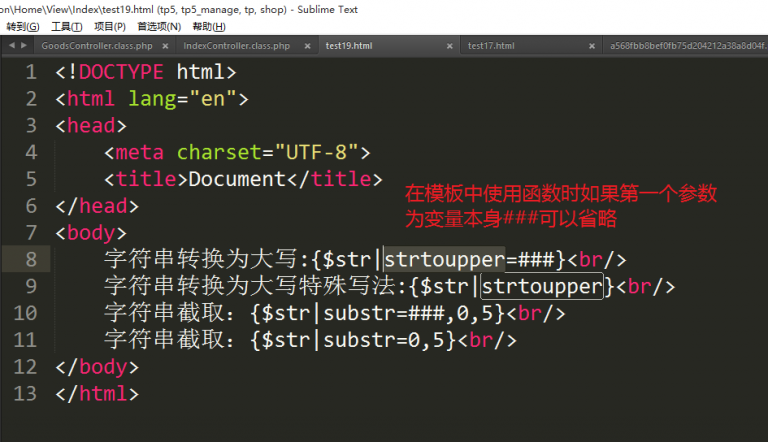 on\Home\View\Index\test19.html (tp5, tp5_manage, tp, shop) - Sublime Text
转到(G) 工具(T) 项目(P) 首选项(N) 帮助(H)
GoodsController.class.php × IndexController.class.php × test19.html × test17.html × a568fbb8bef0fb75d204212a38a8d04f.
1 <!DOCTYPE html>
2 <html lang="en">
3 <head>
4 <meta charset="UTF-8">
5 <title>Document</title>
在模板中使用函数时如果第一个参数
为变量本身###可以省略
6 </head>
7 <body>
8 字符串转换为大写:{$str|strtoupper=###}<br/>
9 字符串转换为大写特殊写法:{$str|strtoupper}<br/>
10 字符串截取：{$str|substr=###,0,5}<br/>
11 字符串截取：{$str|substr=0,5}<br/>
12 </body>
13 </html>